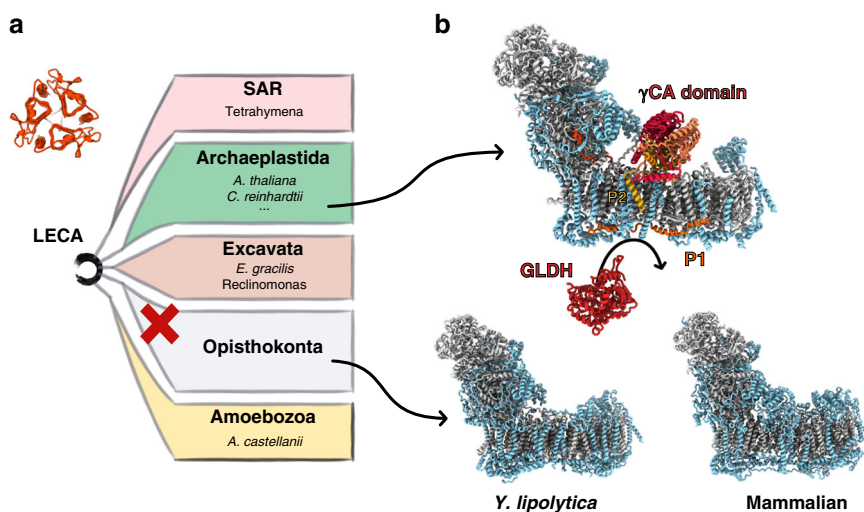 a
SAR
Tetrahymena
Archaeplastida
A. thaliana
C. reinhardtii
...
LECA
Excavata
E. gracilis
Reclinomonas
Opisthokonta
Amoebozoa
A. castellanii
b
γCA domain
P2
P1
GLDH
Y. lipolytica
Mammalian